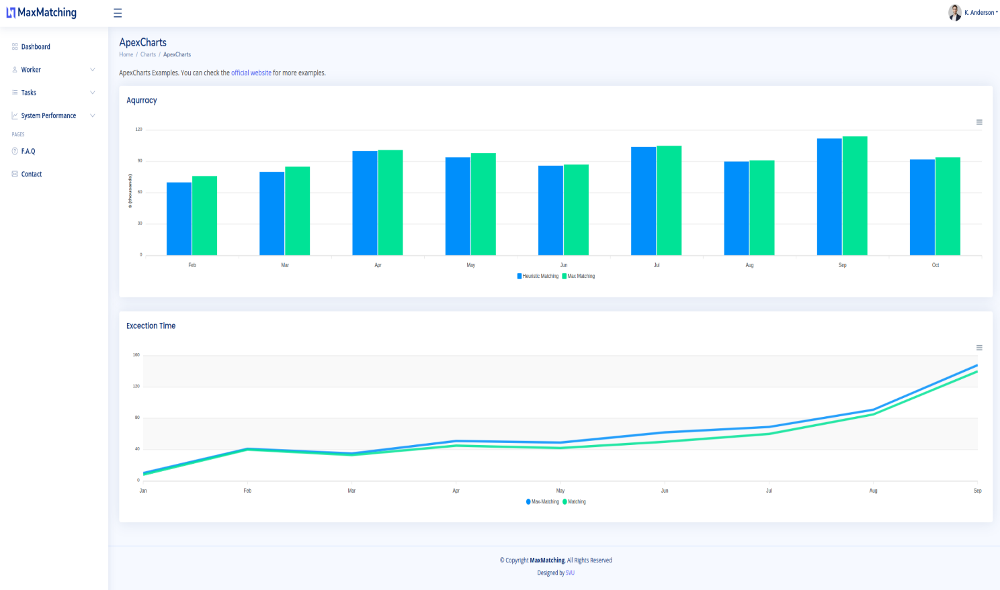 MaxMatching
K. Anderson
Dashboard
Worker
Tasks
System Performance
PAGES
F.A.Q
Contact
ApexCharts
Home / Charts / ApexCharts
ApexCharts Examples. You can check the official website for more examples.
Aqurracy
120
90
60
30
0
$ (thousands)
Feb Mar Apr May Jun Jul Aug Sep Oct
Heuristic Matching Max Matching
Excection Time
160
120
80
40
0
Jan Feb Mar Apr May Jun Jul Aug Sep
Max-Matching Matching
© Copyright MaxMatching. All Rights Reserved
Designed by SVU